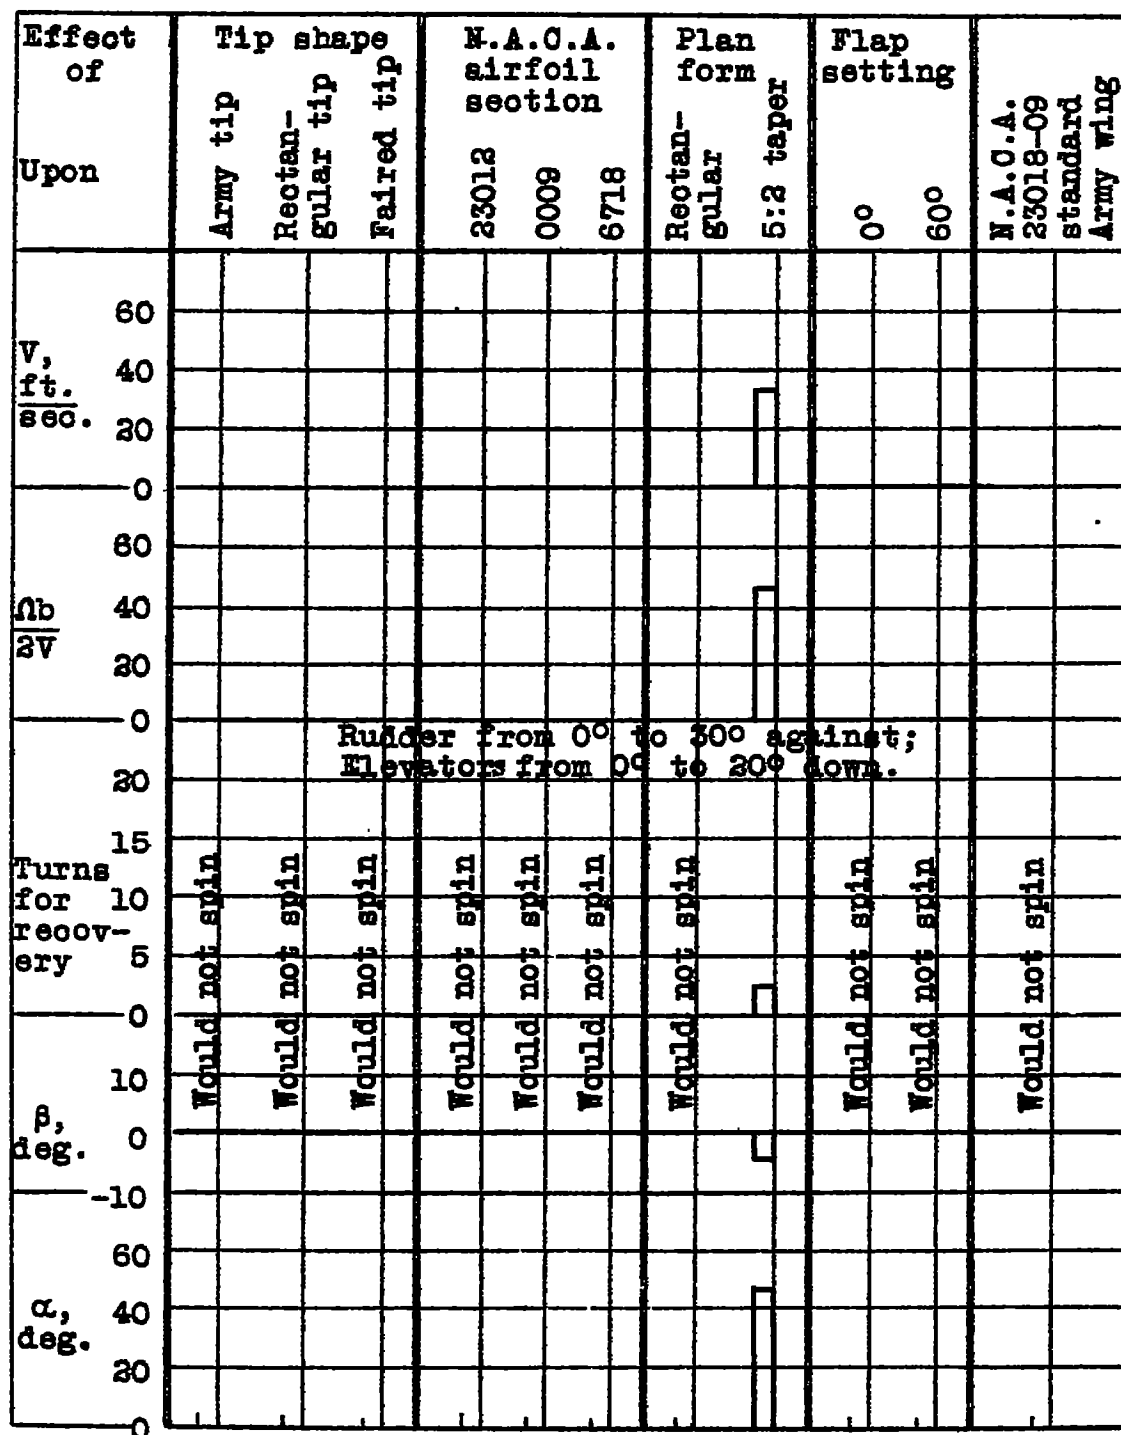 Effect of
Upon
Tip shape
Army tip
Rectan-
gular tip
Faired tip
N.A.C.A.
airfoil
section
23012
0009
6718
Plan
form
Rectan-
gular
5:2 taper
Flap
setting
0°
60°
N.A.C.A.
23018-09
standard
Army wing
V,
ft.
sec.
60
40
20
0
Ωb
2V
60
40
20
0
Rudder from 0° to 30° against;
Elevators from 0° to 20° down.
Turns
for
recov-
ery
20
15
10
5
0
Would not spin
Would not spin
Would not spin
Would not spin
Would not spin
Would not spin
Would not spin
Would not spin
Would not spin
Would not spin
β,
deg.
10
0
-10
α,
deg.
60
40
20
0